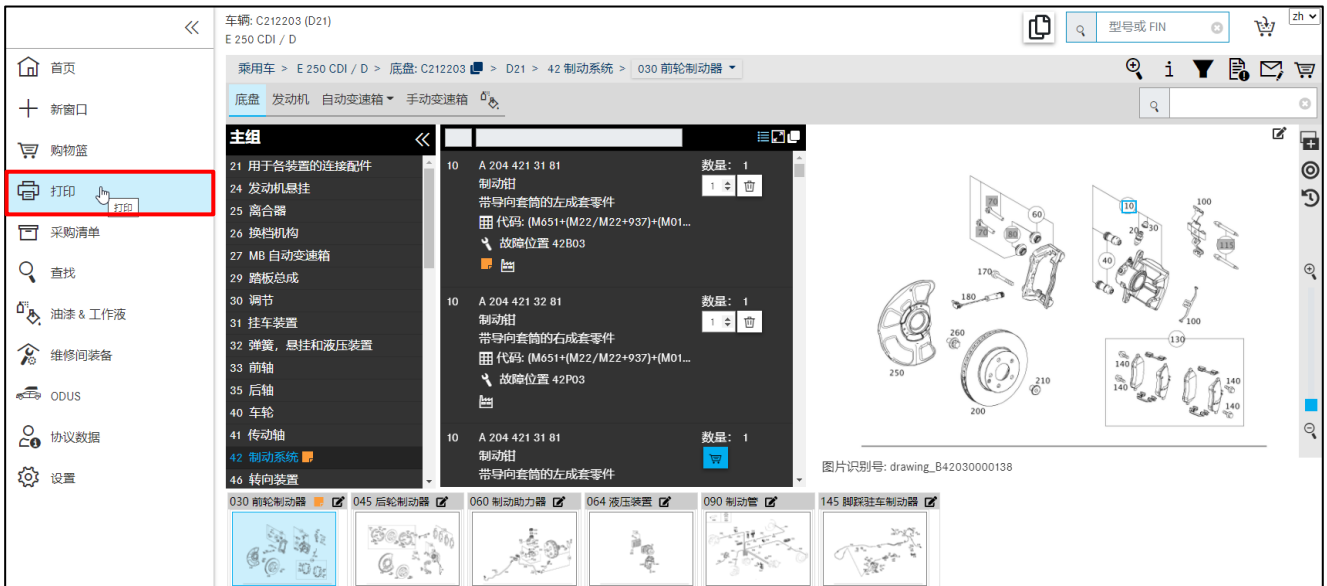 车辆: C212203 (D21)
E 250 CDI / D
型号或 FIN
zh
首页
新窗口
购物篮
打印
打印
采购清单
查找
油漆 & 工作液
维修间装备
ODUS
协议数据
设置
乘用车 > E 250 CDI / D > 底盘: C212203 > D21 > 42 制动系统 > 030 前轮制动器
底盘 发动机 自动变速箱 手动变速箱
主组
21 用于各装置的连接配件
24 发动机悬挂
25 离合器
26 换档机构
27 MB 自动变速箱
29 踏板总成
30 调节
31 挂车装置
32 弹簧，悬挂和液压装置
33 前轴
35 后轴
40 车轮
41 传动轴
42 制动系统
46 转向装置
10 A 204 421 31 81 数量: 1
制动钳 1
带导向套筒的左成套零件
代码: (M651+(M22/M22+937)+(M01...
故障位置 42B03
10 A 204 421 32 81 数量: 1
制动钳 1
带导向套筒的右成套零件
代码: (M651+(M22/M22+937)+(M01...
故障位置 42P03
10 A 204 421 31 81 数量: 1
制动钳
带导向套筒的左成套零件
70
60
70
80
10
100
20
30
115
40
170
180
100
260
250
210
200
130
140
140
140
140
图片识别号: drawing_B42030000138
030 前轮制动器 045 后轮制动器 060 制动助力器 064 液压装置 090 制动管 145 脚踩驻车制动器